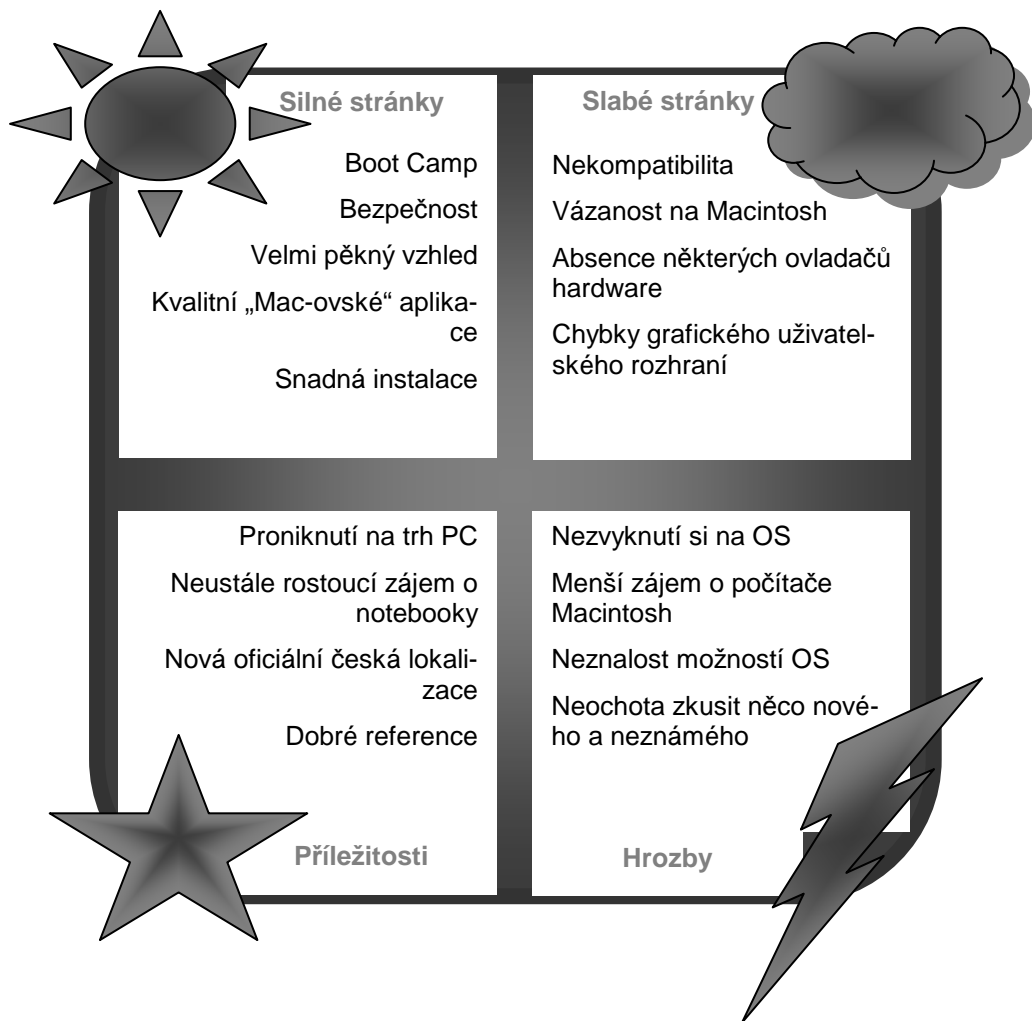 Silné stránky
Boot Camp
Bezpečnost
Velmi pěkný vzhled
Kvalitní „Mac-ovské“ aplika-
ce
Snadná instalace
Slabé stránky
Nekompatibilita
Vázanost na Macintosh
Absence některých ovladačů
hardware
Chybky grafického uživatel-
ského rozhraní
Proniknutí na trh PC
Neustále rostoucí zájem o
notebooky
Nová oficiální česká lokali-
zace
Dobré reference
Příležitosti
Nezvyknutí si na OS
Menší zájem o počítače
Macintosh
Neznalost možností OS
Neochota zkusit něco nové-
ho a neznámého
Hrozby